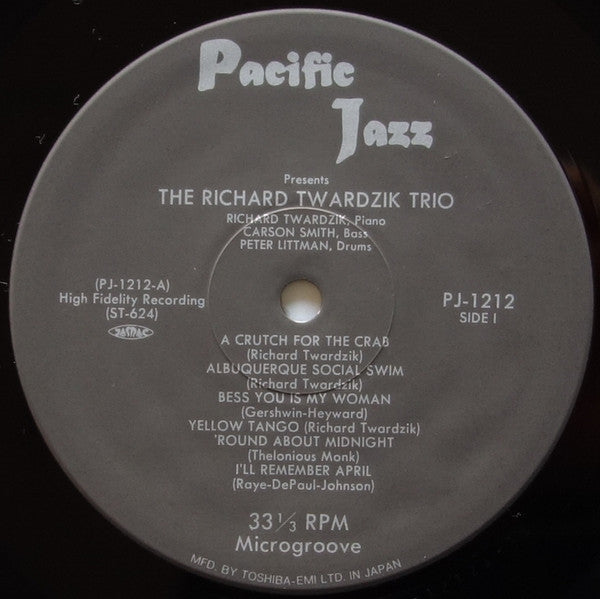 Pacific
Jazz
Presents
THE RICHARD TWARDZIK TRIO
RICHARD TWARDZIK, Piano
CARSON SMITH, Bass
PETER LITTMAN, Drums
(PJ-1212-A)
High Fidelity Recording
(ST-624)
JASRAC
PJ-1212
SIDE I
A CRUTCH FOR THE CRAB
(Richard Twardzik)
ALBUQUERQUE SOCIAL SWIM
(Richard Twardzik)
BESS YOU IS MY WOMAN
(Gershwin-Heyward)
YELLOW TANGO (Richard Twardzik)
'ROUND ABOUT MIDNIGHT
(Thelonious Monk)
I'LL REMEMBER APRIL
(Raye-DePaul-Johnson)
33 1/3 RPM
Microgroove
MFD. BY TOSHIBA-EMI LTD. IN JAPAN